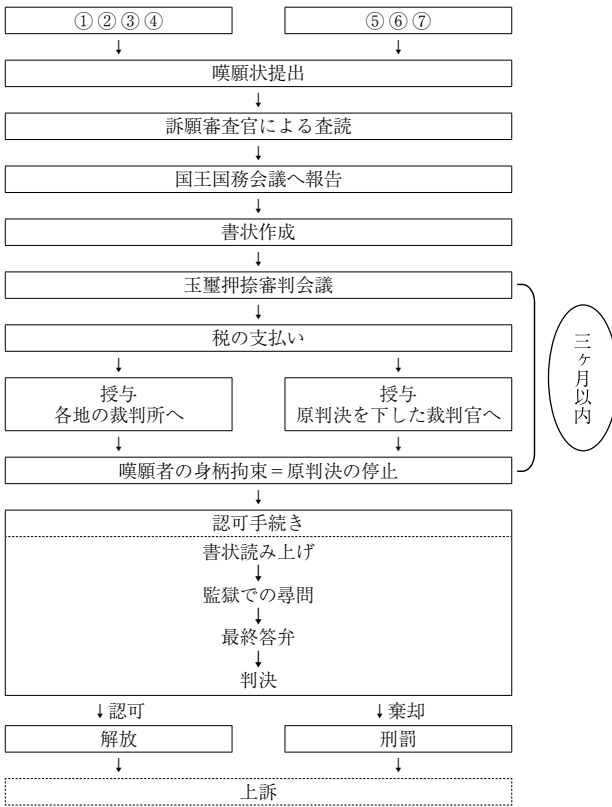 ①②③④
⑤⑥⑦
↓
↓
嘆願状提出
↓
訴願審査官による査読
↓
国王国務会議へ報告
↓
書状作成
↓
玉璽押捺審判会議
↓
税の支払い
↓
↓
授与
各地の裁判所へ
授与
原判決を下した裁判官へ
↓
↓
嘆願者の身柄拘束＝原判決の停止
三ヶ月以内
↓
認可手続き
書状読み上げ
↓
監獄での尋問
↓
最終答弁
↓
判決
↓認可
↓棄却
解放
刑罰
↓
↓
上訴